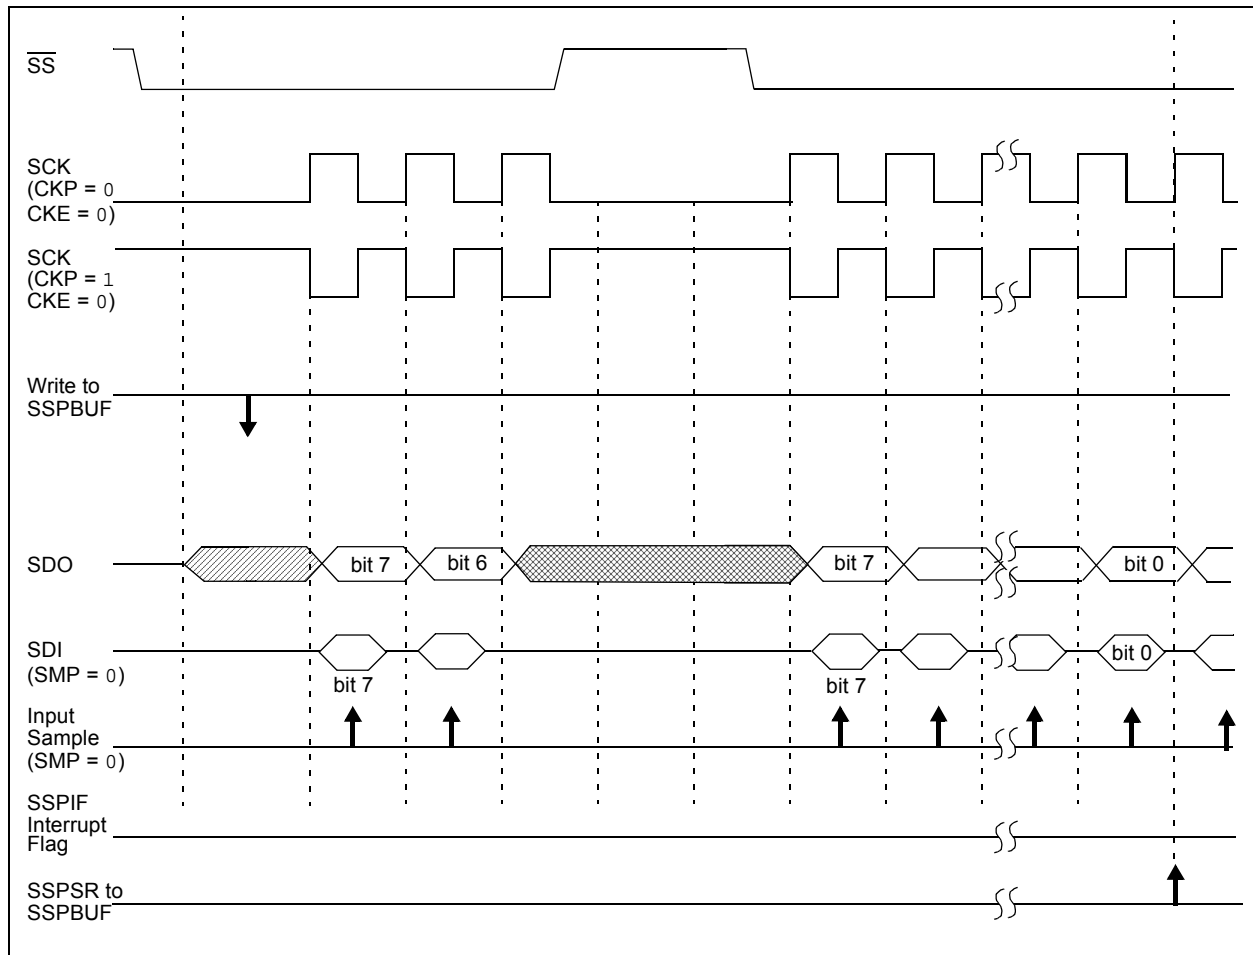 SS
SCK
(CKP = 0
CKE = 0)
SCK
(CKP = 1
CKE = 0)
Write to
SSPBUF
SDO
bit 7
bit 6
bit 7
bit 0
SDI
(SMP = 0)
bit 7
bit 7
bit 0
Input
Sample
(SMP = 0)
SSPIF
Interrupt
Flag
SSPSR to
SSPBUF